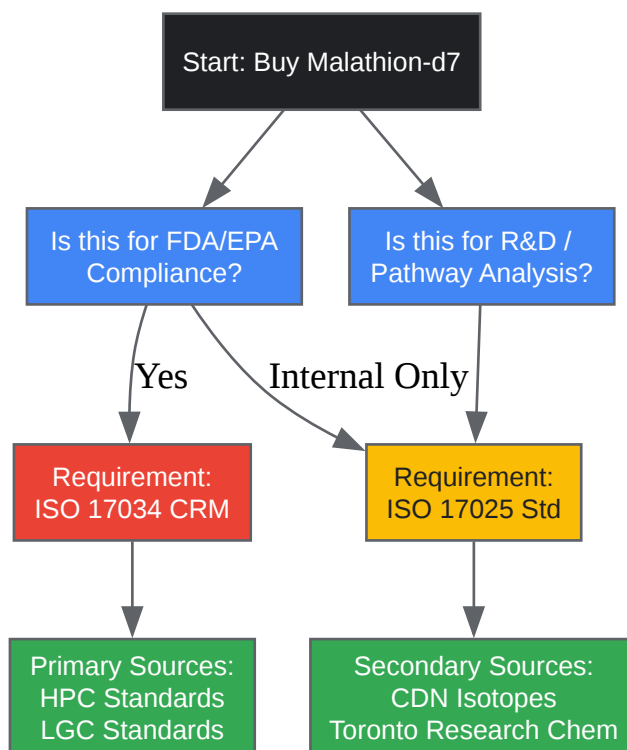 Start: Buy Malathion-d7
Is this for FDA/EPA
Compliance?
Is this for R&D /
Pathway Analysis?
Yes
Internal Only
Requirement:
ISO 17034 CRM
Requirement:
ISO 17025 Std
Primary Sources:
HPC Standards
LGC Standards
Secondary Sources:
CDN Isotopes
Toronto Research Chem